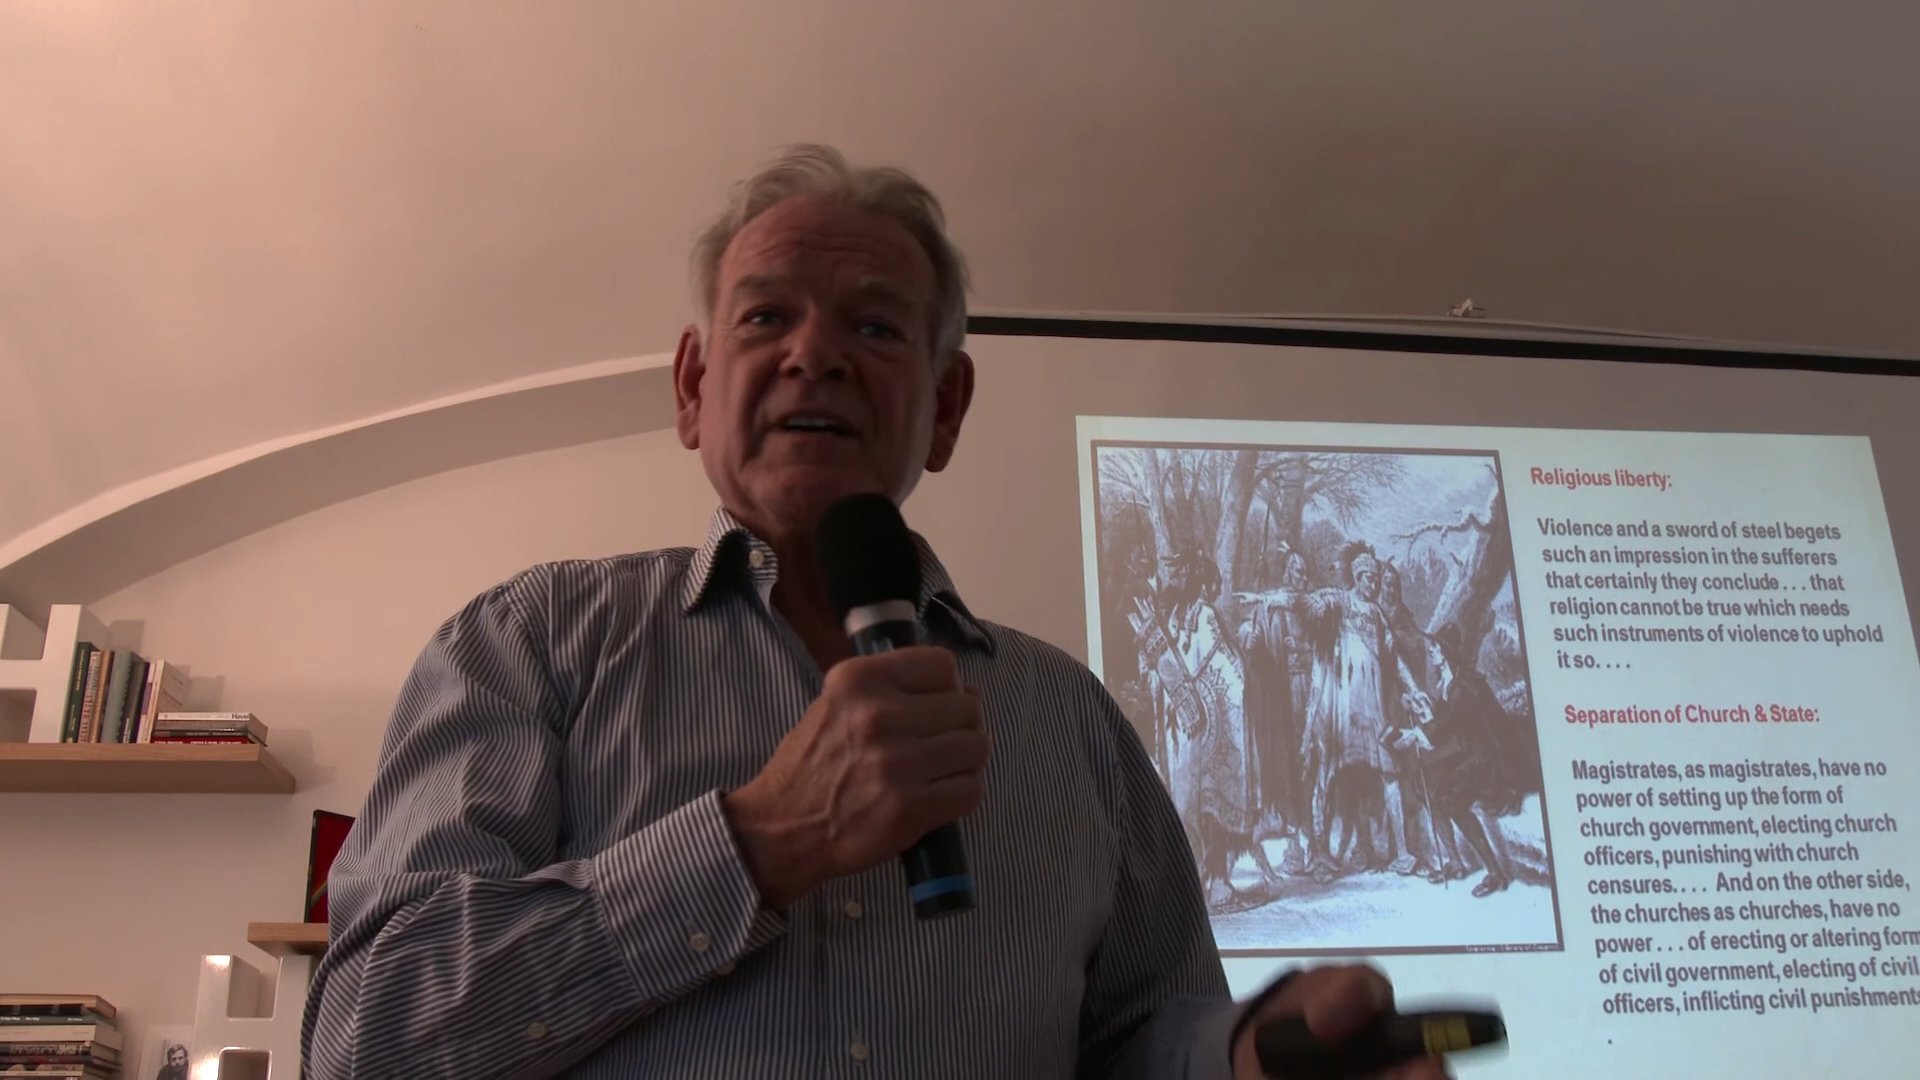 Religious liberty:
Violence and a sword of steel begets
such an impression in the sufferers
that certainly they conclude . . . that
religion cannot be true which needs
such instruments of violence to uphold
it so. . . .
Separation of Church & State:
Magistrates, as magistrates, have no
power of setting up the form of
church government, electing church
officers, punishing with church
censures. . . . And on the other side,
the churches as churches, have no
power . . . of erecting or altering form
of civil government, electing of civil
officers, inflicting civil punishments
.
Havel